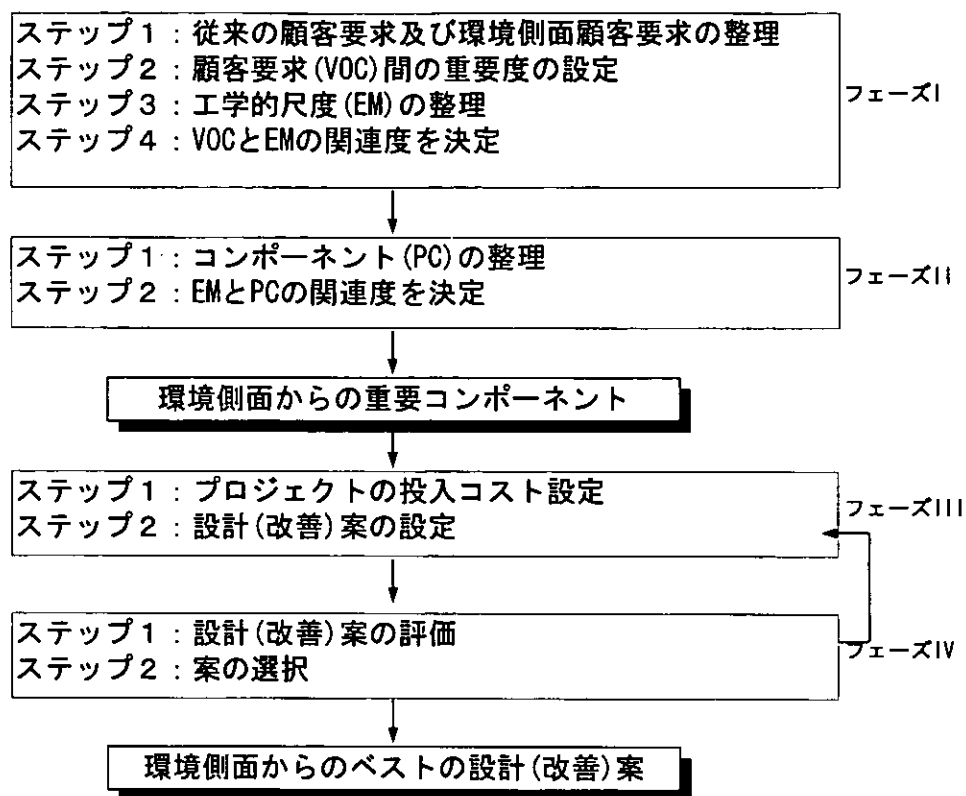 ステップ1:従来の顧客要求及び環境側面顧客要求の整理
ステップ2:顧客要求(VOC)間の重要度の設定
ステップ3:工学的尺度(EM)の整理
ステップ4:VOCとEMの関連度を決定
フェーズI
ステップ1:コンポーネント(PC)の整理
ステップ2:EMとPCの関連度を決定
フェーズII
環境側面からの重要コンポーネント
ステップ1:プロジェクトの投入コスト設定
ステップ2:設計(改善)案の設定
フェーズIII
ステップ1:設計(改善)案の評価
ステップ2:案の選択
フェーズIV
環境側面からのベストの設計(改善)案